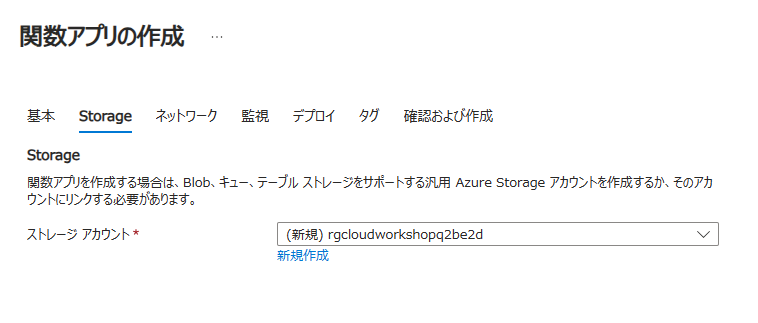 関数アプリの作成 …
基本 Storage ネットワーク 監視 デプロイ タグ 確認および作成
Storage
関数アプリを作成する場合は、Blob、キュー、テーブル ストレージをサポートする汎用 Azure Storage アカウントを作成するか、そのアカ
ウントにリンクする必要があります。
ストレージ アカウント * (新規) rgcloudworkshopq2be2d
新規作成